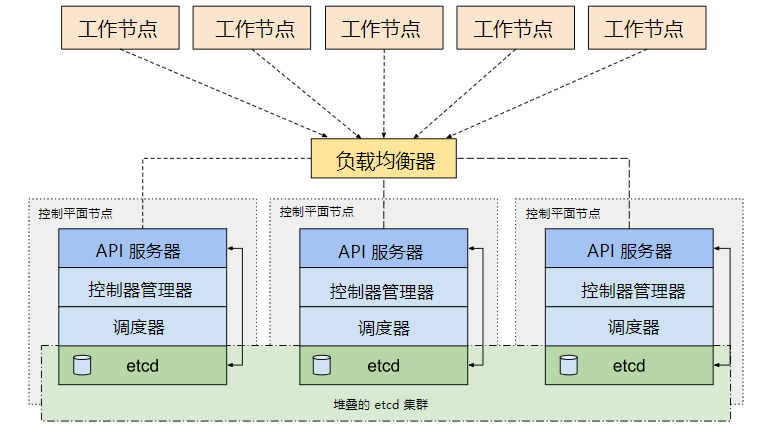 工作节点
工作节点
工作节点
工作节点
工作节点
负载均衡器
控制平面节点
API 服务器
控制器管理器
调度器
etcd
控制平面节点
API 服务器
控制器管理器
调度器
etcd
控制平面节点
API 服务器
控制器管理器
调度器
etcd
堆叠的 etcd 集群